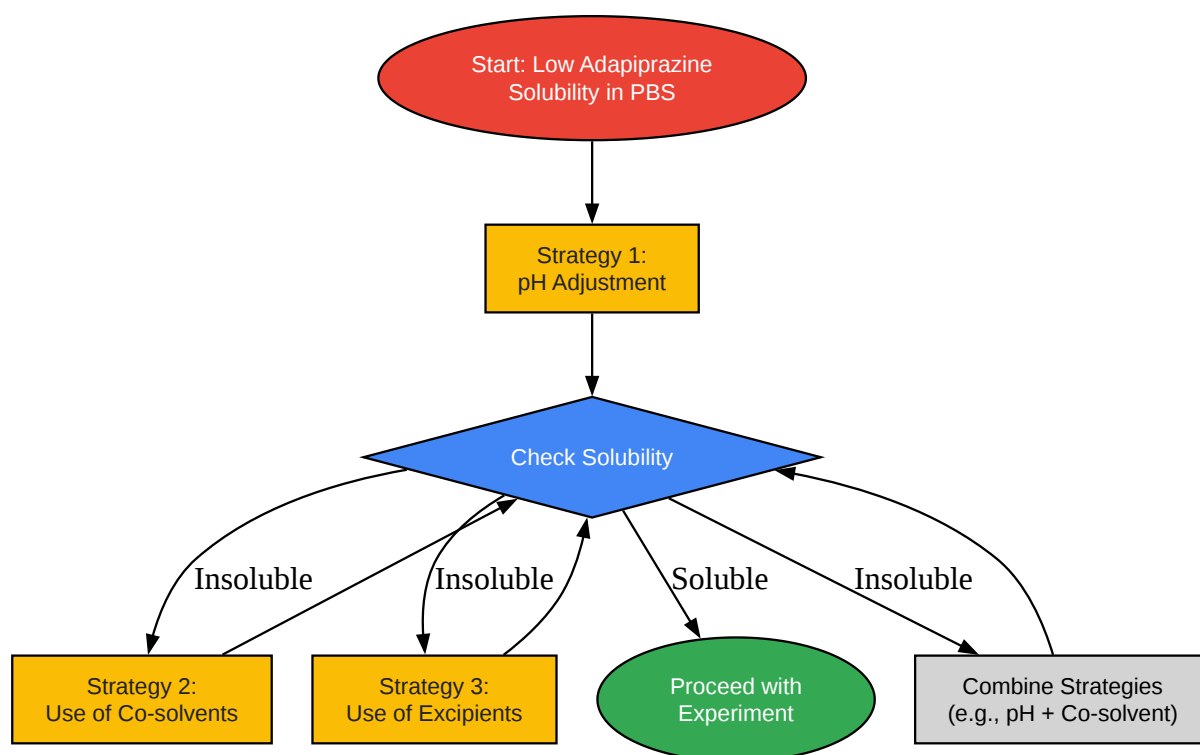 Start: Low Adapiprazine
Solubility in PBS
Strategy 1:
pH Adjustment
Check Solubility
Insoluble
Insoluble
Soluble
Insoluble
Strategy 2:
Use of Co-solvents
Strategy 3:
Use of Excipients
Proceed with
Experiment
Combine Strategies
(e.g., pH + Co-solvent)